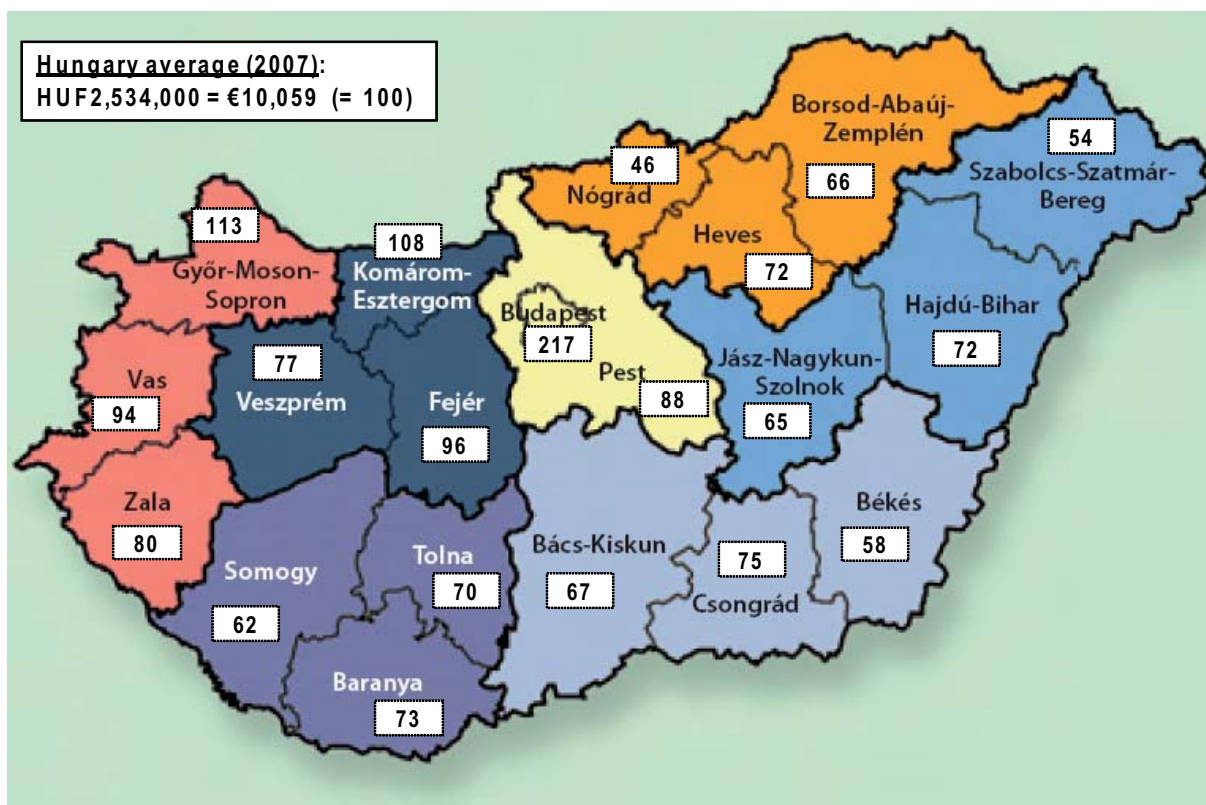 Hungary average (2007):
HUF2,534,000 = €10,059 (= 100)
Borsod-Abaúj-
Zemplén
66
54
Szabolcs-Szatmár-
Bereg
46
Nógrád
Heves
72
113
Győr-Moson-
Sopron
108
Komárom-
Esztergom
Budapest
217
Pest
88
Hajdú-Bihar
72
Jász-Nagykun-
Szolnok
65
77
Veszprém
Vas
94
Fejér
96
Zala
80
Somogy
62
Tolna
70
Bács-Kiskun
67
75
Csongrád
Békés
58
Baranya
73